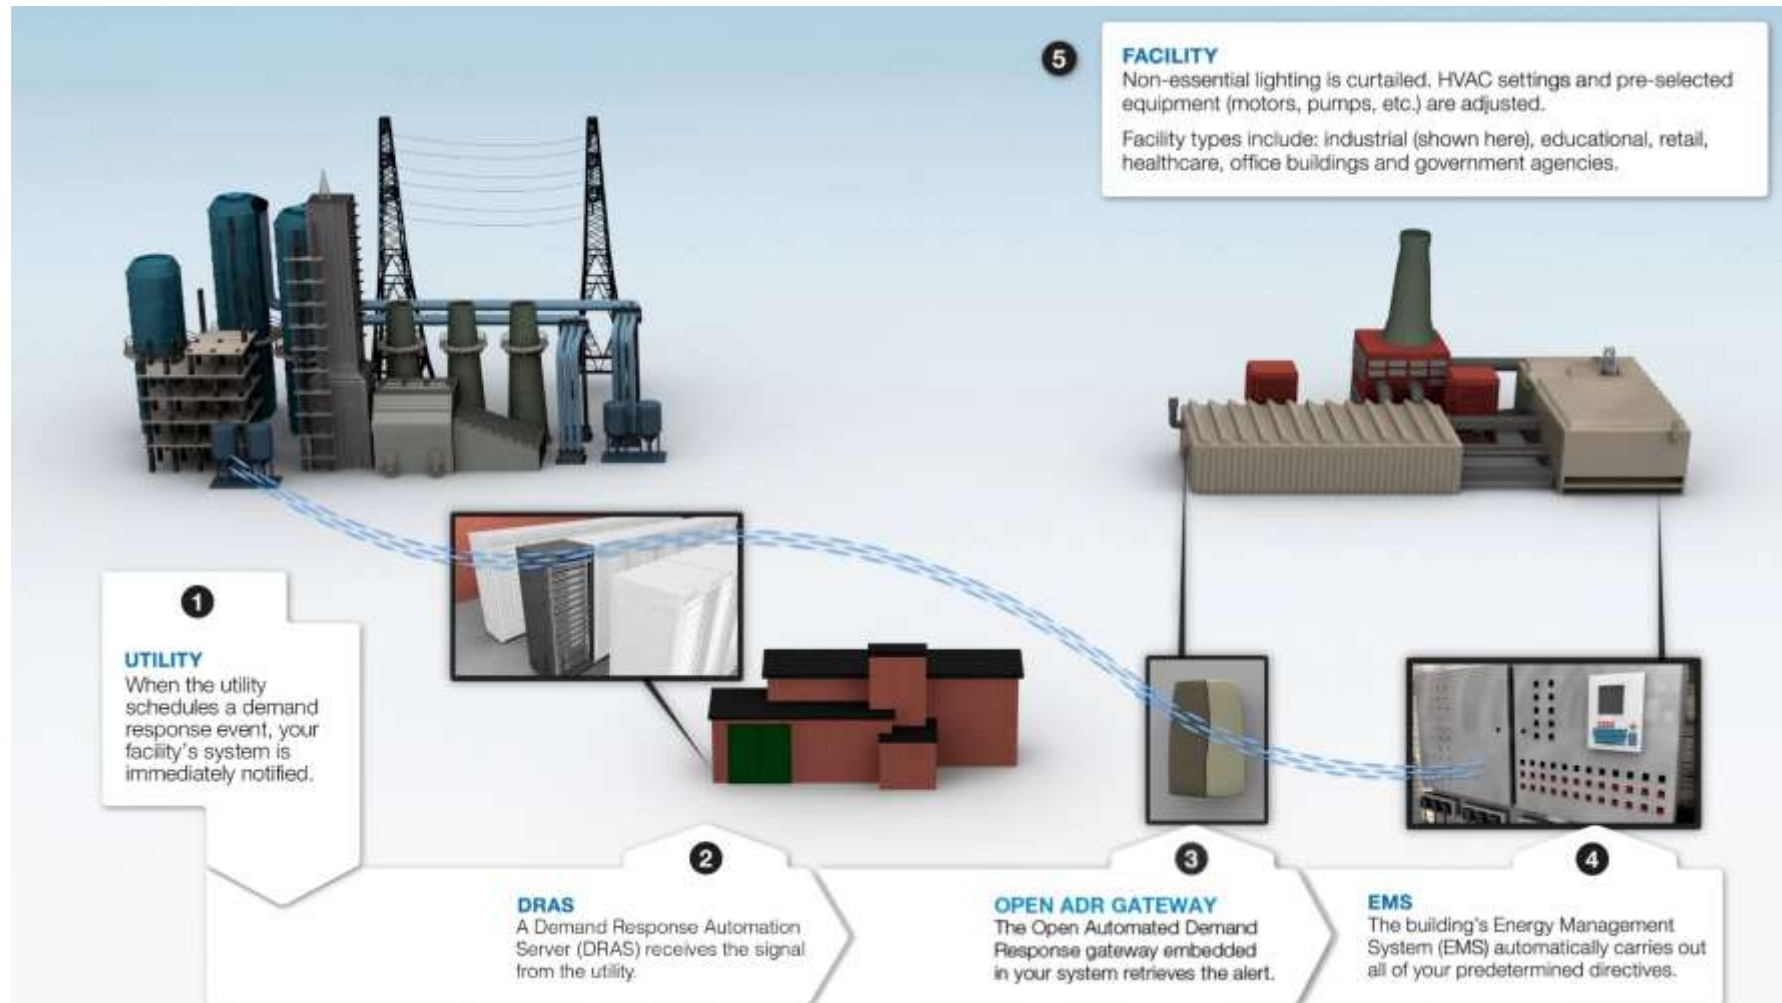 5
FACILITY
Non-essential lighting is curtailed. HVAC settings and pre-selected
equipment (motors, pumps, etc.) are adjusted.
Facility types include: industrial (shown here), educational, retail,
healthcare, office buildings and government agencies.
1
UTILITY
When the utility
schedules a demand
response event, your
facility's system is
immediately notified.
2
DRAS
A Demand Response Automation
Server (DRAS) receives the signal
from the utility.
3
OPEN ADR GATEWAY
The Open Automated Demand
Response gateway embedded
in your system retrieves the alert.
4
EMS
The building's Energy Management
System (EMS) automatically carries out
all of your predetermined directives.